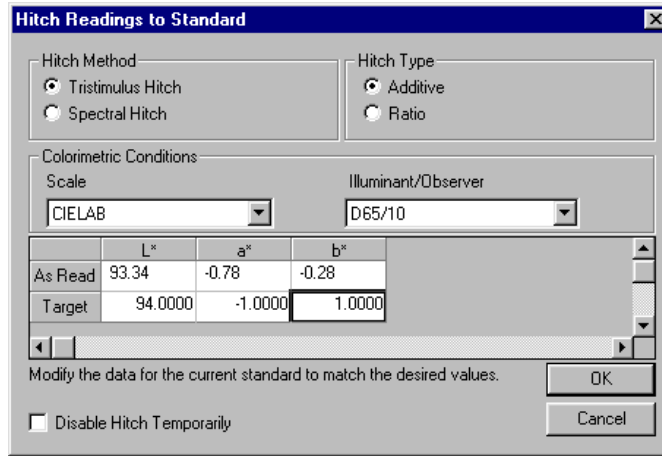 Hitch Readings to Standard
Hitch Method
Tristimulus Hitch
Spectral Hitch
Hitch Type
Additive
Ratio
Colorimetric Conditions
Scale
Illuminant/Observer
CIELAB
D65/10
L* a* b*
As Read 93.34 -0.78 -0.28
Target 94.0000 -1.0000 1.0000
Modify the data for the current standard to match the desired values.
OK
Disable Hitch Temporarily
Cancel